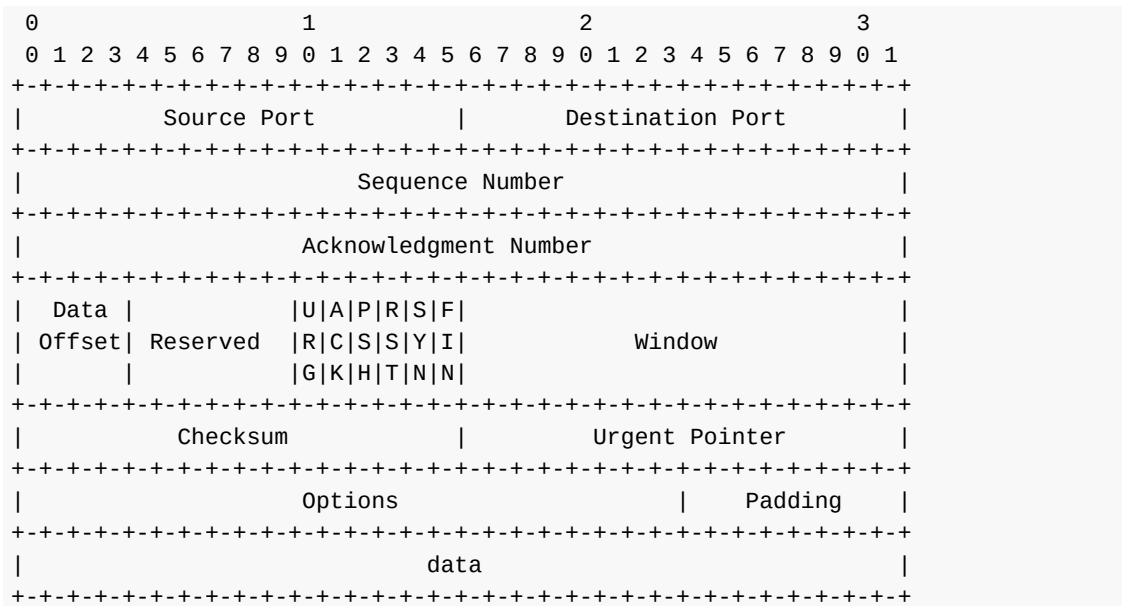 0                   1                   2                   3
 0 1 2 3 4 5 6 7 8 9 0 1 2 3 4 5 6 7 8 9 0 1 2 3 4 5 6 7 8 9 0 1
+-+-+-+-+-+-+-+-+-+-+-+-+-+-+-+-+-+-+-+-+-+-+-+-+-+-+-+-+-+-+-+-+
|          Source Port          |       Destination Port        |
+-+-+-+-+-+-+-+-+-+-+-+-+-+-+-+-+-+-+-+-+-+-+-+-+-+-+-+-+-+-+-+-+
|                        Sequence Number                        |
+-+-+-+-+-+-+-+-+-+-+-+-+-+-+-+-+-+-+-+-+-+-+-+-+-+-+-+-+-+-+-+-+
|                    Acknowledgment Number                      |
+-+-+-+-+-+-+-+-+-+-+-+-+-+-+-+-+-+-+-+-+-+-+-+-+-+-+-+-+-+-+-+-+
|  Data |           |U|A|P|R|S|F|                               |
| Offset| Reserved  |R|C|S|S|Y|I|            Window             |
|       |           |G|K|H|T|N|N|                               |
+-+-+-+-+-+-+-+-+-+-+-+-+-+-+-+-+-+-+-+-+-+-+-+-+-+-+-+-+-+-+-+-+
|           Checksum            |         Urgent Pointer        |
+-+-+-+-+-+-+-+-+-+-+-+-+-+-+-+-+-+-+-+-+-+-+-+-+-+-+-+-+-+-+-+-+
|                    Options                    |    Padding    |
+-+-+-+-+-+-+-+-+-+-+-+-+-+-+-+-+-+-+-+-+-+-+-+-+-+-+-+-+-+-+-+-+
|                             data                              |
+-+-+-+-+-+-+-+-+-+-+-+-+-+-+-+-+-+-+-+-+-+-+-+-+-+-+-+-+-+-+-+-+